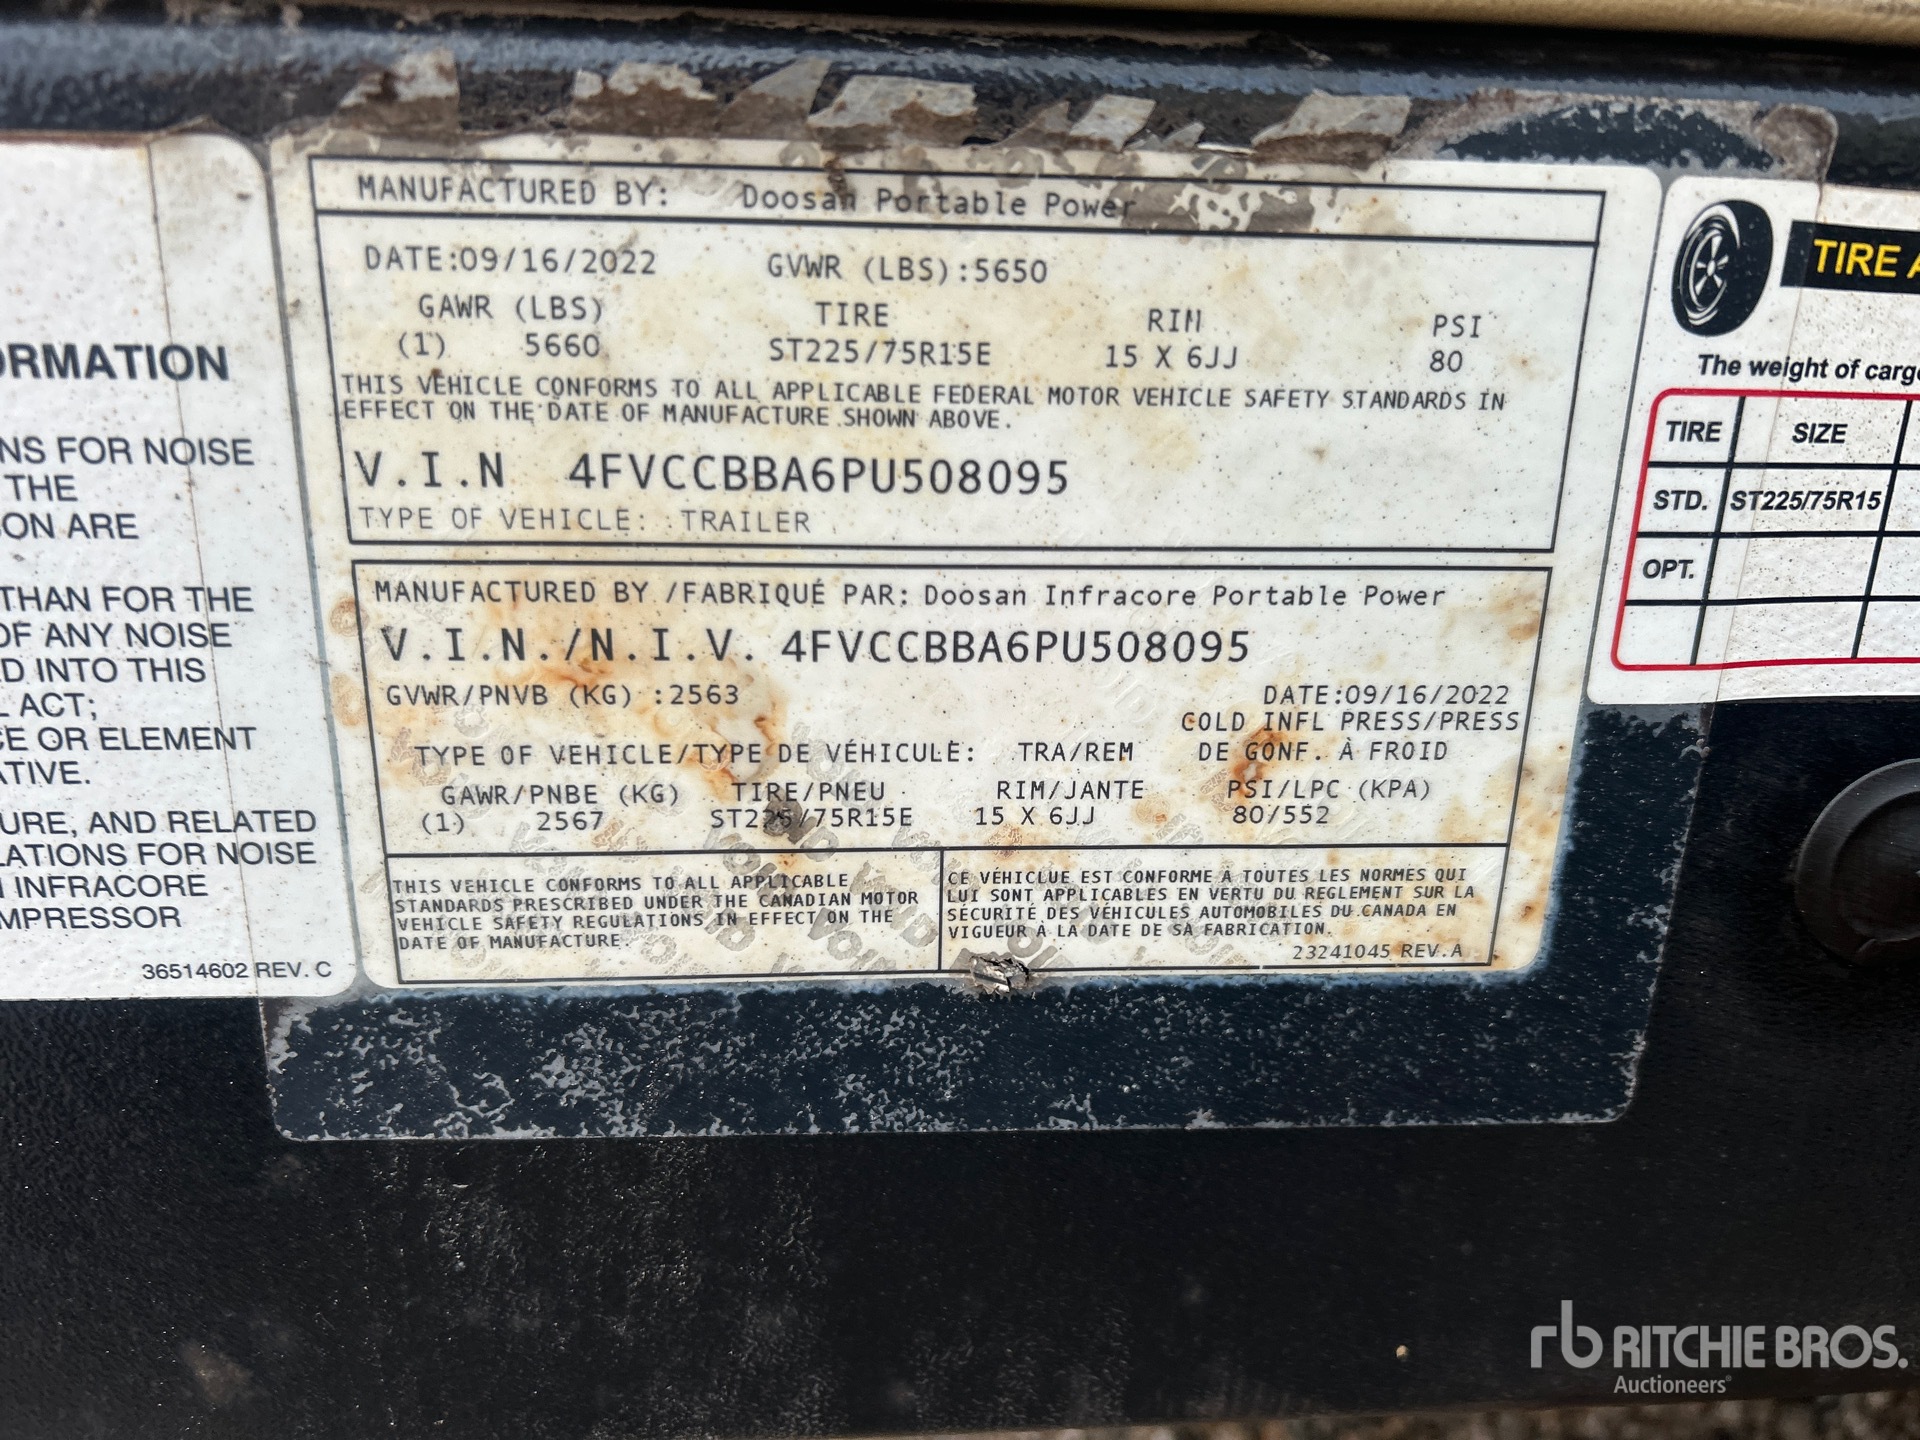 ORMATION
NS FOR NOISE
THE
SON ARE
THAN FOR THE
OF ANY NOISE
D INTO THIS
ACT;
CE OR ELEMENT
ATIVE.
URE, AND RELATED
LATIONS FOR NOISE
INFRACORE
MPRESSOR
36514602 REV. C
MANUFACTURED BY: Doosan Portable Power
DATE:09/16/2022 GVWR (LBS):5650
GAWR (LBS) TIRE RIM PSI
(1) 5660 ST225/75R15E 15 X 6JJ 80
THIS VEHICLE CONFORMS TO ALL APPLICABLE FEDERAL MOTOR VEHICLE SAFETY STANDARDS IN
EFFECT ON THE DATE OF MANUFACTURE SHOWN ABOVE.
V.I.N 4FVCCBBA6PU508095
TYPE OF VEHICLE: TRAILER
MANUFACTURED BY /FABRIQUÉ PAR: Doosan Infracore Portable Power
V.I.N./N.I.V. 4FVCCBBA6PU508095
GVWR/PNVB (KG) :2563 DATE:09/16/2022
COLD INFL PRESS/PRESS
TYPE OF VEHICLE/TYPE DE VÉHICULE: TRA/REM DE GONF. À FROID
GAWR/PNBE (KG) TIRE/PNEU RIM/JANTE PSI/LPC (KPA)
(1) 2567 ST225/75R15E 15 X 6JJ 80/552
THIS VEHICLE CONFORMS TO ALL APPLICABLE
STANDARDS PRESCRIBED UNDER THE CANADIAN MOTOR
VEHICLE SAFETY REGULATIONS IN EFFECT ON THE
DATE OF MANUFACTURE.
CE VÉHICLUE EST CONFORME À TOUTES LES NORMES QUI
LUI SONT APPLICABLES EN VERTU DU REGLEMENT SUR LA
SÉCURITÉ DES VÉHICULES AUTOMOBILES DU CANADA EN
VIGUEUR À LA DATE DE SA FABRICATION.
23241045 REV.A
TIRE A
The weight of cargo
TIRE SIZE
STD. ST225/75R15
OPT.
rb RITCHIE BROS.
Auctioneers